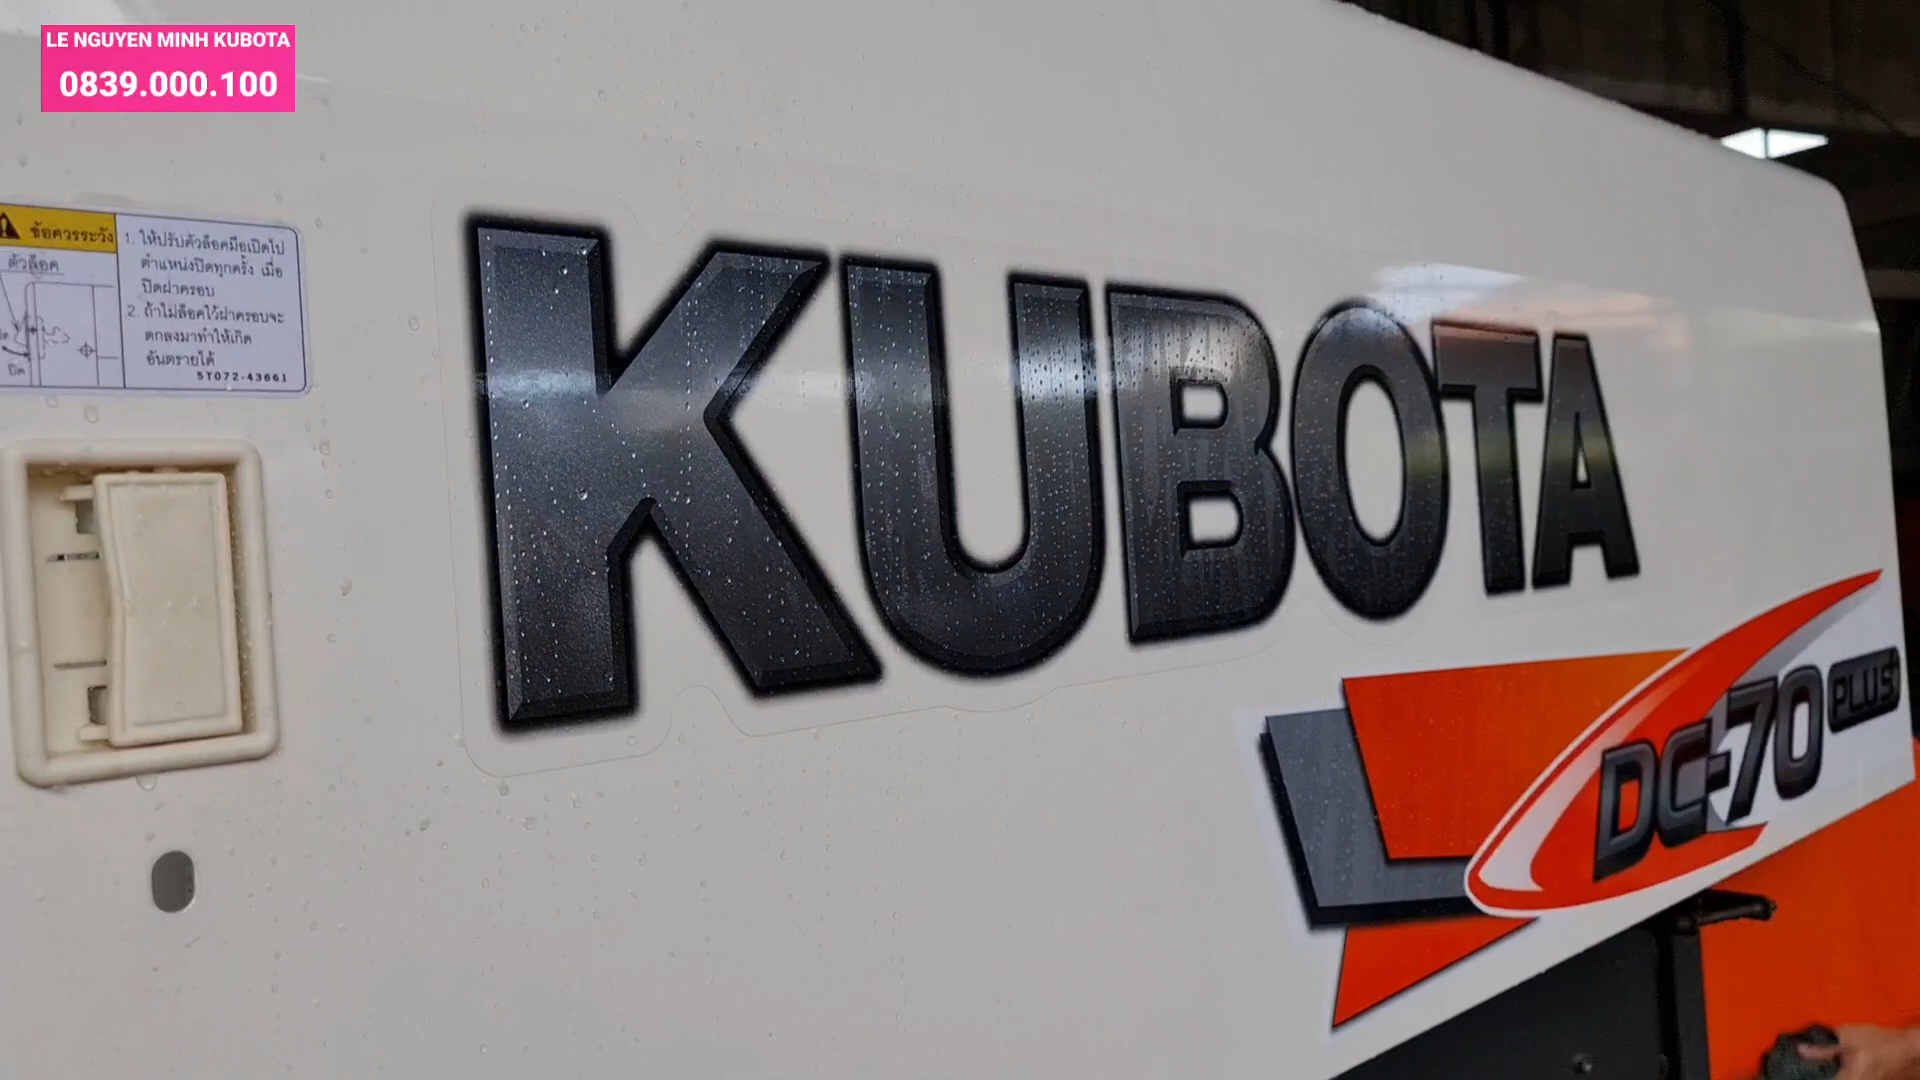 LE NGUYEN MINH KUBOTA
0839.000.100
ข้อควรระวัง
ตัวล็อค
ปิด
1. ให้ปรับตัวล็อคมือเปิดไป
ตำแหน่งปิดทุกครั้ง เมื่อ
ปิดฝาครอบ
2. ถ้าไม่ล็อคไว้ฝาครอบจะ
ตกลงมาทำให้เกิด
อันตรายได้
5T072-43661
KUBOTA
DC-70 PLUS